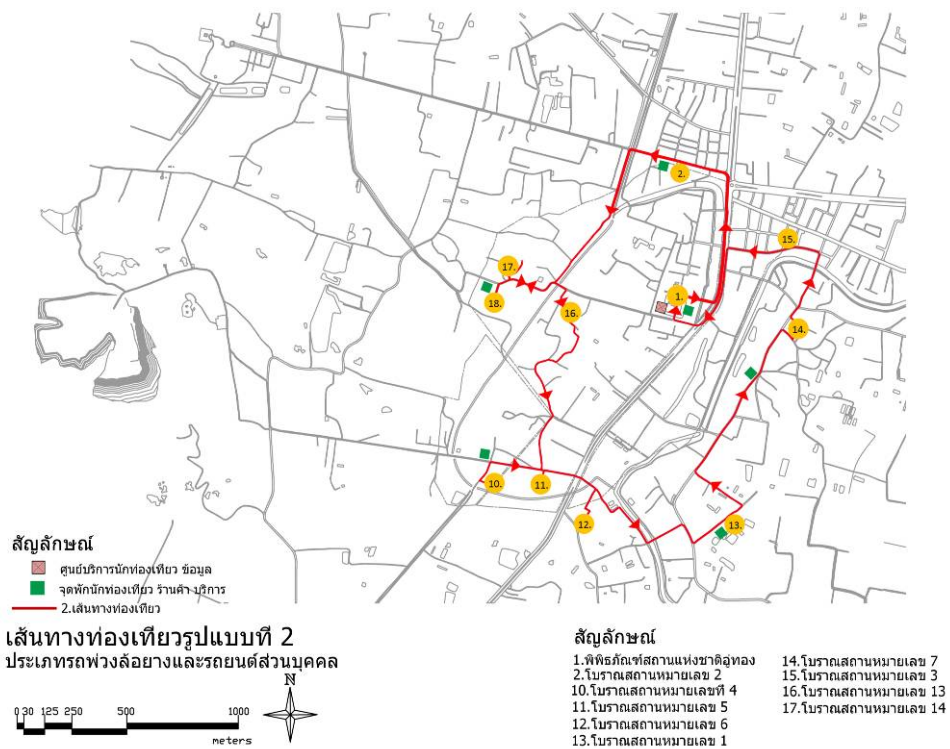 2.
15.
17.
1.
18.
16.
14.
10.
11.
12.
13.
สัญลักษณ์
ศูนย์บริการนักท่องเที่ยว ข้อมูล
จุดพักนักท่องเที่ยว ร้านค้า บริการ
2.เส้นทางท่องเที่ยว
เส้นทางท่องเที่ยวรูปแบบที่ 2
ประเภทรถพ่วงล้อยางและรถยนต์ส่วนบุคคล
N
0 30 125 250 500 1000
meters
สัญลักษณ์
1.พิพิธภัณฑ์สถานแห่งชาติอู่ทอง
2.โบราณสถานหมายเลข 2
10.โบราณสถานหมายเลขที่ 4
11.โบราณสถานหมายเลข 5
12.โบราณสถานหมายเลข 6
13.โบราณสถานหมายเลข 1
14.โบราณสถานหมายเลข 7
15.โบราณสถานหมายเลข 3
16.โบราณสถานหมายเลข 13
17.โบราณสถานหมายเลข 14